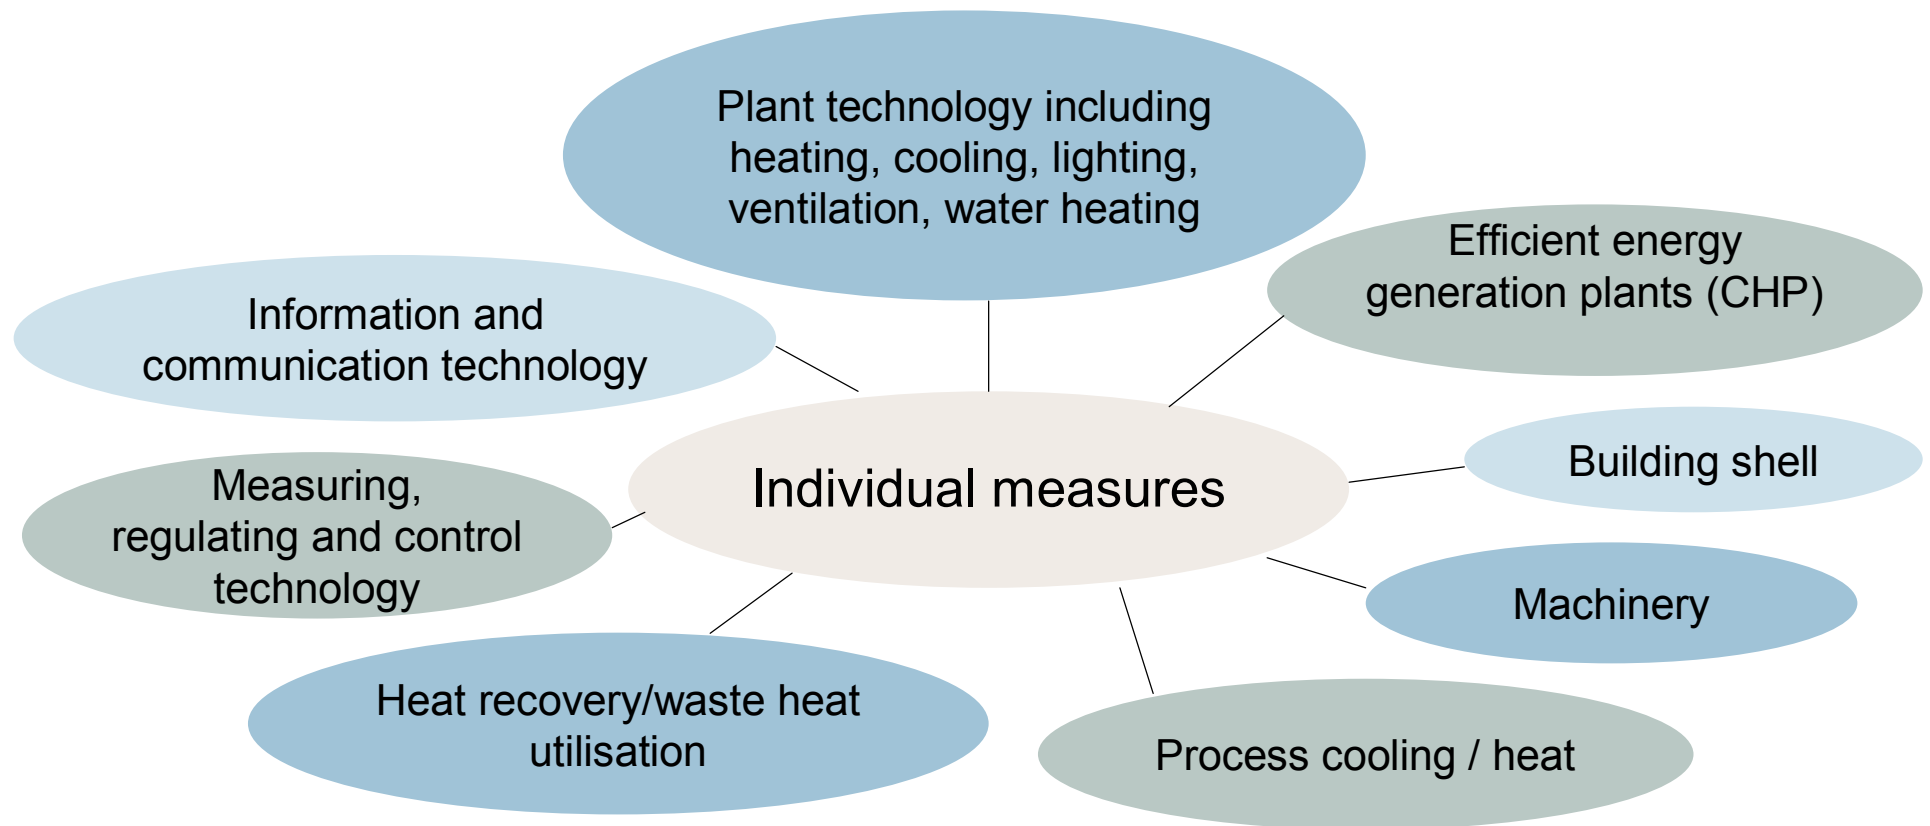 Plant technology including
heating, cooling, lighting,
ventilation, water heating
Efficient energy
generation plants (CHP)
Information and
communication technology
Building shell
Individual measures
Measuring,
regulating and control
technology
Machinery
Heat recovery/waste heat
utilisation
Process cooling / heat